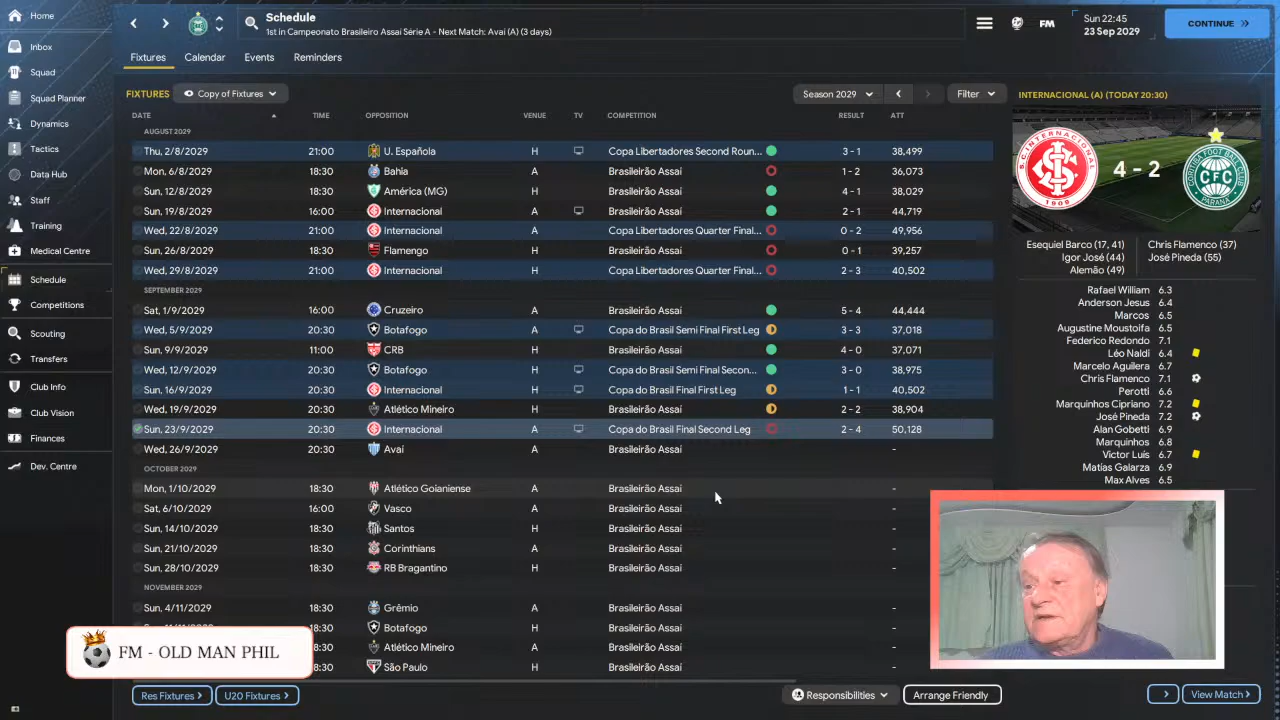 Home
Inbox
Squad
Squad Planner
Dynamics
Tactics
Data Hub
Staff
Training
Medical Centre
Schedule
Competitions
Scouting
Transfers
Club Info
Club Vision
Finances
Dev. Centre
Schedule
1st in Campeonato Brasileiro Assaí Série A - Next Match: Avaí (A) (3 days)
FM
Sun 22:45
23 Sep 2029
CONTINUE
Fixtures Calendar Events Reminders
FIXTURES Copy of Fixtures Season 2029 Filter
DATE TIME OPPOSITION VENUE TV COMPETITION RESULT ATT
AUGUST 2029
Thu, 2/8/2029 21:00 U. Española H Copa Libertadores Second Roun... 3 - 1 38,499
Mon, 6/8/2029 18:30 Bahia A Brasileirão Assaí 1 - 2 36,073
Sun, 12/8/2029 18:30 América (MG) H Brasileirão Assaí 4 - 1 38,029
Sun, 19/8/2029 16:00 Internacional A Brasileirão Assaí 2 - 1 44,719
Wed, 22/8/2029 21:00 Internacional A Copa Libertadores Quarter Final... 0 - 2 49,956
Sun, 26/8/2029 18:30 Flamengo H Brasileirão Assaí 0 - 1 39,257
Wed, 29/8/2029 21:00 Internacional H Copa Libertadores Quarter Final... 2 - 3 40,502
SEPTEMBER 2029
Sat, 1/9/2029 16:00 Cruzeiro A Brasileirão Assaí 5 - 4 44,444
Wed, 5/9/2029 20:30 Botafogo A Copa do Brasil Semi Final First Leg 3 - 3 37,018
Sun, 9/9/2029 11:00 CRB H Brasileirão Assaí 4 - 0 37,071
Wed, 12/9/2029 20:30 Botafogo H Copa do Brasil Semi Final Secon... 3 - 0 38,975
Sun, 16/9/2029 20:30 Internacional H Copa do Brasil Final First Leg 1 - 1 40,502
Wed, 19/9/2029 20:30 Atlético Mineiro H Brasileirão Assaí 2 - 2 38,904
Sun, 23/9/2029 20:30 Internacional A Copa do Brasil Final Second Leg 2 - 4 50,128
Wed, 26/9/2029 20:30 Avaí A Brasileirão Assaí -
OCTOBER 2029
Mon, 1/10/2029 18:30 Atlético Goianiense A Brasileirão Assaí -
Sat, 6/10/2029 16:00 Vasco A Brasileirão Assaí -
Sun, 14/10/2029 18:30 Santos H Brasileirão Assaí -
Sun, 21/10/2029 18:30 Corinthians A Brasileirão Assaí -
Sun, 28/10/2029 18:30 RB Bragantino H Brasileirão Assaí -
NOVEMBER 2029
Sun, 4/11/2029 18:30 Grêmio A Brasileirão Assaí -
18:30 Botafogo H Brasileirão Assaí
18:30 Atlético Mineiro A Brasileirão Assaí
18:30 São Paulo H Brasileirão Assaí
Res Fixtures U20 Fixtures Responsibilities Arrange Friendly View Match
INTERNACIONAL (A) (TODAY 20:30)
4 - 2
1909
CORITIBA FOOT BALL CLUB
CFC
PARANÁ
Esequiel Barco (17, 41) Chris Flamenco (37)
Igor José (44) José Pineda (55)
Alemão (49)
Rafael William 6.3
Anderson Jesus 6.4
Marcos 6.5
Augustine Moustoifa 6.5
Federico Redondo 7.1
Léo Naldi 6.4
Marcelo Aguilera 6.7
Chris Flamenco 7.1
Perotti 6.6
Marquinhos Cipriano 7.2
José Pineda 7.2
Alan Gobetti 6.9
Marquinhos 6.8
Victor Luis 6.7
Matías Galarza 6.9
Max Alves 6.5
FM - OLD MAN PHIL